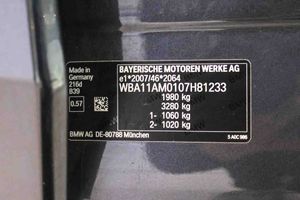 BAYERISCHE MOTOREN WERKE AG
e1*2007/46*2064
WBA11AM0107H81233
1980 kg
3280 kg
1- 1060 kg
2- 1020 kg
Made in
Germany
216d
B39
0.57
BMW AG DE-80788 München